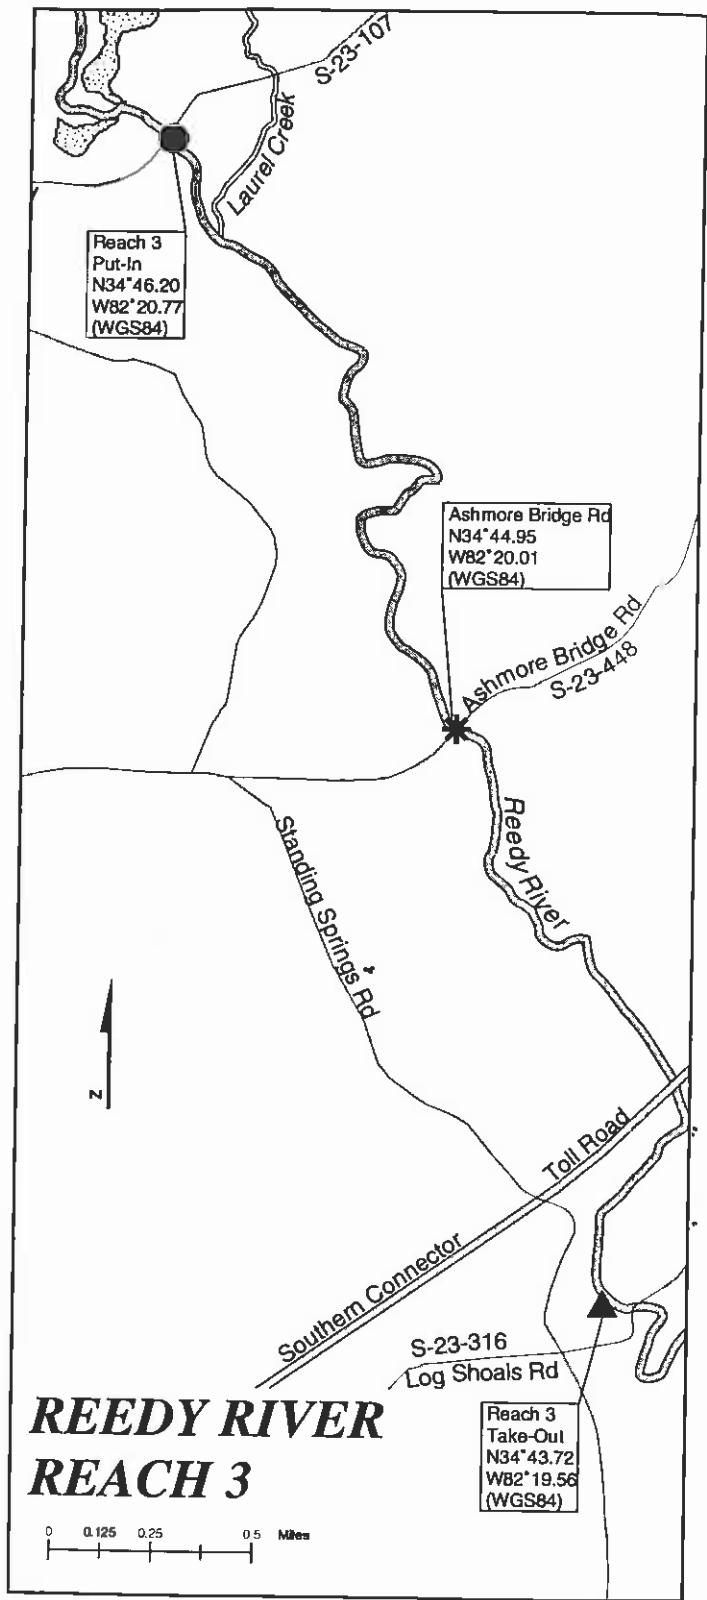 S-23-107
Laurel Creek
Reach 3
Put-In
N34°46.20
W82°20.77
(WGS84)
Ashmore Bridge Rd
N34°44.95
W82°20.01
(WGS84)
Ashmore Bridge Rd
S-23-448
Reedy River
Standing Springs Rd
N
Toll Road
Southern Connector
S-23-316
Log Shoals Rd
Reach 3
Take-Out
N34°43.72
W82°19.56
(WGS84)
REEDY RIVER
REACH 3
0 0.125 0.25 0.5 Miles